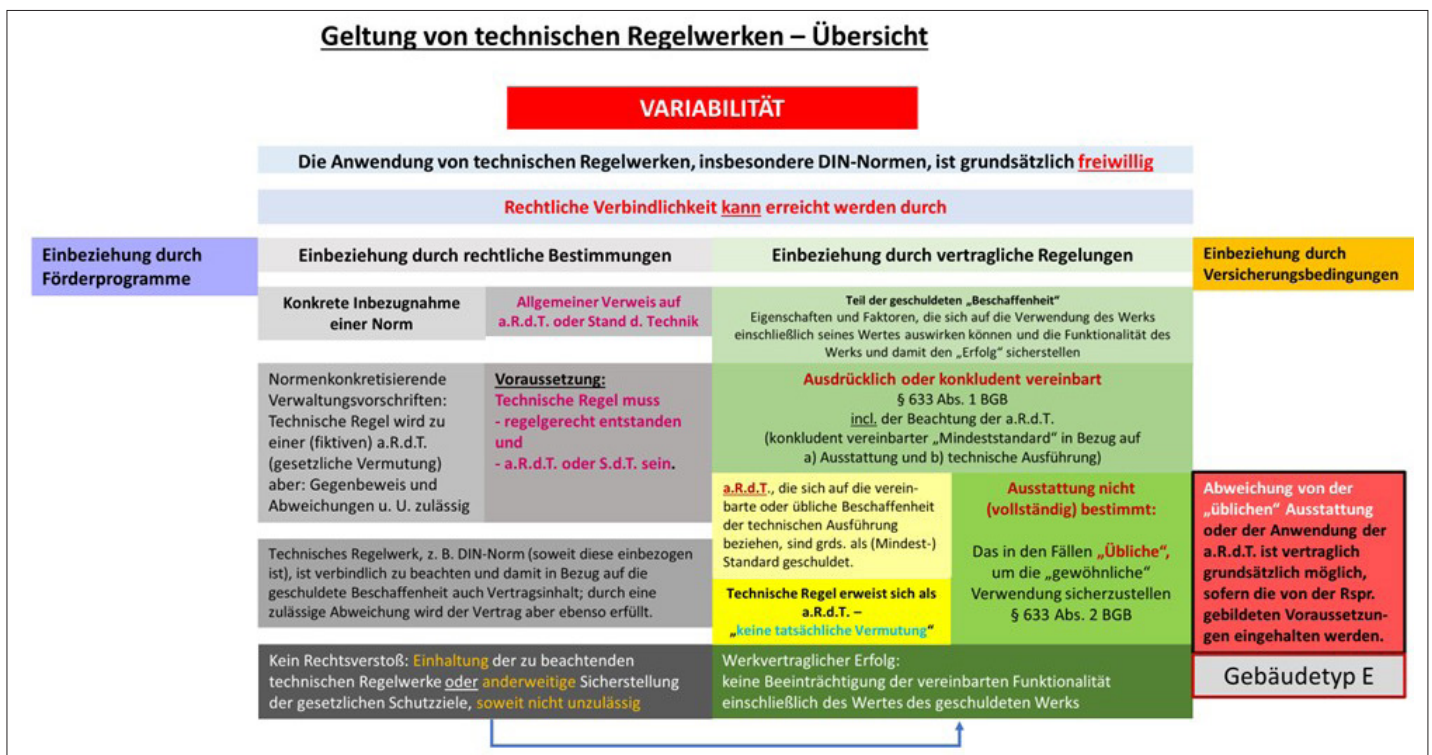 Geltung von technischen Regelwerken – Übersicht
VARIABILITÄT
Die Anwendung von technischen Regelwerken, insbesondere DIN-Normen, ist grundsätzlich freiwillig
Rechtliche Verbindlichkeit kann erreicht werden durch
Einbeziehung durch
Förderprogramme
Einbeziehung durch rechtliche Bestimmungen
Einbeziehung durch vertragliche Regelungen
Einbeziehung durch
Versicherungsbedingungen
Konkrete Inbezugnahme
einer Norm
Allgemeiner Verweis auf
a.R.d.T. oder Stand d. Technik
Teil der geschuldeten „Beschaffenheit“
Eigenschaften und Faktoren, die sich auf die Verwendung des Werks
einschließlich seines Wertes auswirken können und die Funktionalität des
Werks und damit den „Erfolg“ sicherstellen
Normenkonkretisierende
Verwaltungsvorschriften:
Technische Regel wird zu
einer (fiktiven) a.R.d.T.
(gesetzliche Vermutung)
aber: Gegenbeweis und
Abweichungen u. U. zulässig
Voraussetzung:
Technische Regel muss
- regelgerecht entstanden
und
- a.R.d.T. oder S.d.T. sein.
Ausdrücklich oder konkludent vereinbart
§ 633 Abs. 1 BGB
incl. der Beachtung der a.R.d.T.
(konkludent vereinbarter „Mindeststandard“ in Bezug auf
a) Ausstattung und b) technische Ausführung)
a.R.d.T., die sich auf die verein-
barte oder übliche Beschaffenheit
der technischen Ausführung
beziehen, sind grds. als (Mindest-)
Standard geschuldet.
Technische Regel erweist sich als
a.R.d.T. –
„keine tatsächliche Vermutung“
Ausstattung nicht
(vollständig) bestimmt:
Das in den Fällen „Übliche“,
um die „gewöhnliche“
Verwendung sicherzustellen
§ 633 Abs. 2 BGB
Abweichung von der
„üblichen“ Ausstattung
oder der Anwendung der
a.R.d.T. ist vertraglich
grundsätzlich möglich,
sofern die von der Rspr.
gebildeten Voraussetzun-
gen eingehalten werden.
Technisches Regelwerk, z. B. DIN-Norm (soweit diese einbezogen
ist), ist verbindlich zu beachten und damit in Bezug auf die
geschuldete Beschaffenheit auch Vertragsinhalt; durch eine
zulässige Abweichung wird der Vertrag aber ebenso erfüllt.
Kein Rechtsverstoß: Einhaltung der zu beachtenden
technischen Regelwerke oder anderweitige Sicherstellung
der gesetzlichen Schutzziele, soweit nicht unzulässig
Werkvertraglicher Erfolg:
keine Beeinträchtigung der vereinbarten Funktionalität
einschließlich des Wertes des geschuldeten Werks
Gebäudetyp E